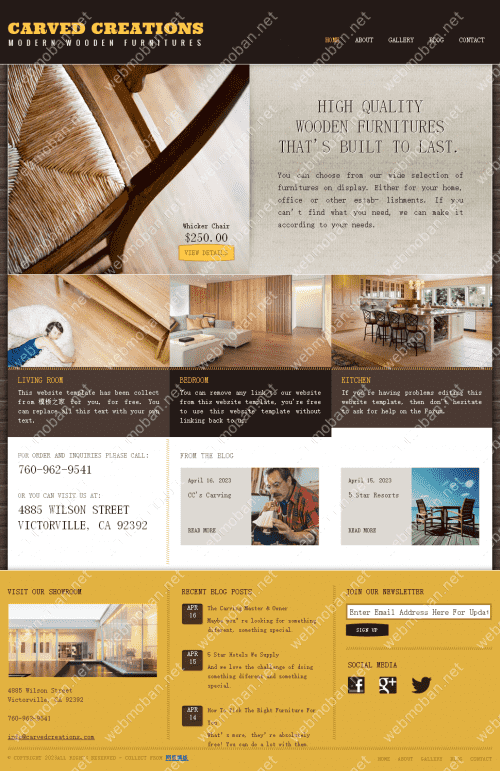 CARVED CREATIONS
MODERN WOODEN FURNITURES
HOME ABOUT GALLERY BLOG CONTACT
HIGH QUALITY
WOODEN FURNITURES
THAT'S BUILT TO LAST.
You can choose from our wide selection of
furnitures on display. Either for your home,
office or other establishments. If you
can't find what you need, we can make it
according to your needs.
Whicker Chair
$250.00
VIEW DETAILS
LIVING ROOM
This website template has been collect
from 模板之家 for you, for free. You
can replace all this text with your own
text.
BEDROOM
You can remove any link to our website
from this website template, you're free
to use this website template without
linking back to us.
KITCHEN
If you're having problems editing this
website template, then don't hesitate
to ask for help on the Forum.
FOR ORDER AND INQUIRIES PLEASE CALL:
760-962-9541
OR YOU CAN VISIT US AT:
4885 WILSON STREET
VICTORVILLE, CA 92392
FROM THE BLOG
April 16, 2023
CC's Carving
READ MORE
April 15, 2023
5 Star Resorts
READ MORE
VISIT OUR SHOWROOM
4885 Wilson Street
Victorville, CA 92392
760-962-9541
info@carvedcreations.com
RECENT BLOG POSTS
APR
16
The Carving Master & Owner
Maybe you're looking for something
different, something special.
APR
15
5 Star Hotels We Supply
And we love the challenge of doing
something different and something
special.
APR
14
How To Pick The Right Furniture For
You
What's more, they're absolutely
free! You can do a lot with them.
JOIN OUR NEWSLETTER
Enter Email Address Here For Updat
SIGN UP
SOCIAL MEDIA
© COPYRIGHT 2023ALL RIGHTS RESERVED - COLLECT FROM
HOME ABOUT GALLERY BLOG CONTACT
webmoban.net